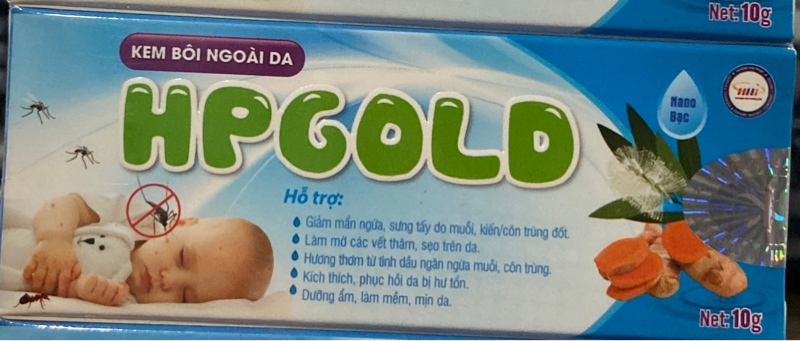 Net: 10g
KEM BÔI NGOÀI DA
HPGOLD
Nano
Bạc
Hỗ trợ:
Giảm mẩn ngứa, sưng tấy do muỗi, kiến/côn trùng đốt.
Làm mờ các vết thâm, sẹo trên da.
Hương thơm từ tinh dầu ngăn ngừa muỗi, côn trùng.
Kích thích, phục hồi da bị hư tổn.
Dưỡng ẩm, làm mềm, mịn da.
Net: 10g